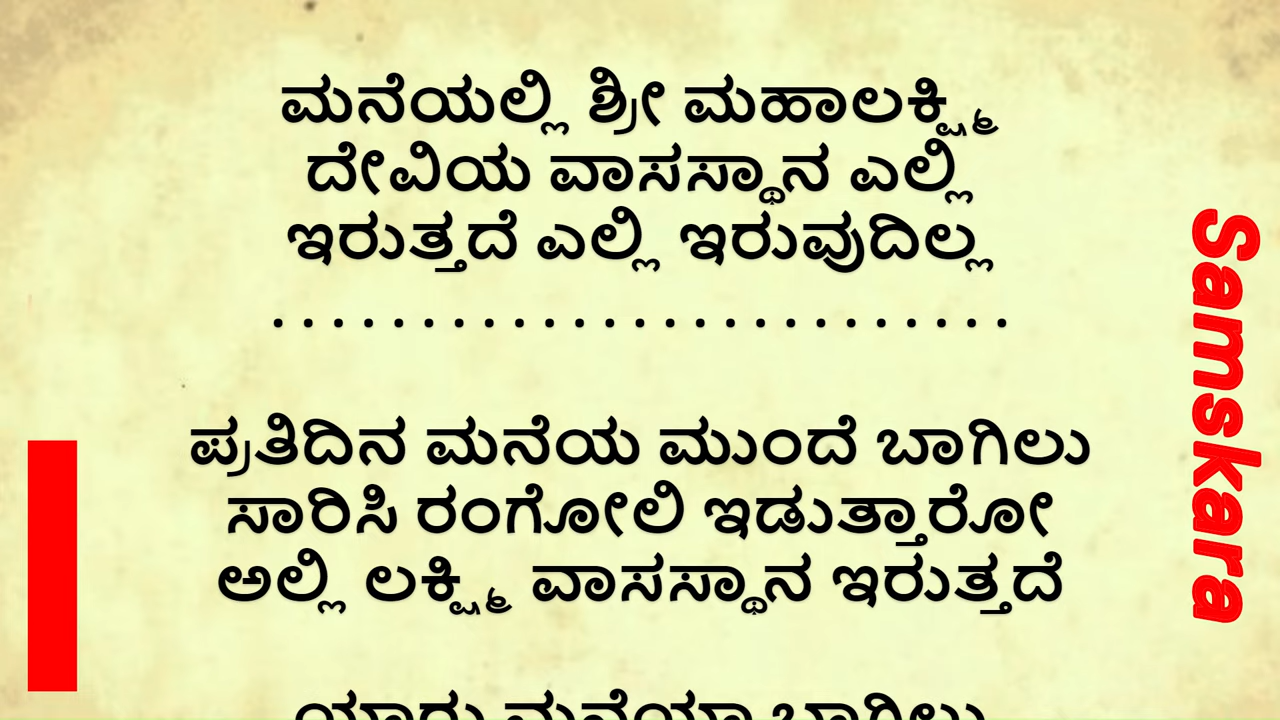 ಮನೆಯಲ್ಲಿ ಶ್ರೀ ಮಹಾಲಕ್ಷ್ಮಿ
ದೇವಿಯ ವಾಸಸ್ಥಾನ ಎಲ್ಲಿ
ಇರುತ್ತದೆ ಎಲ್ಲಿ ಇರುವುದಿಲ್ಲ
.........................
ಪ್ರತಿದಿನ ಮನೆಯ ಮುಂದೆ ಬಾಗಿಲು
ಸಾರಿಸಿ ರಂಗೋಲಿ ಇಡುತ್ತಾರೋ
ಅಲ್ಲಿ ಲಕ್ಷ್ಮಿ ವಾಸಸ್ಥಾನ ಇರುತ್ತದೆ
Samskara